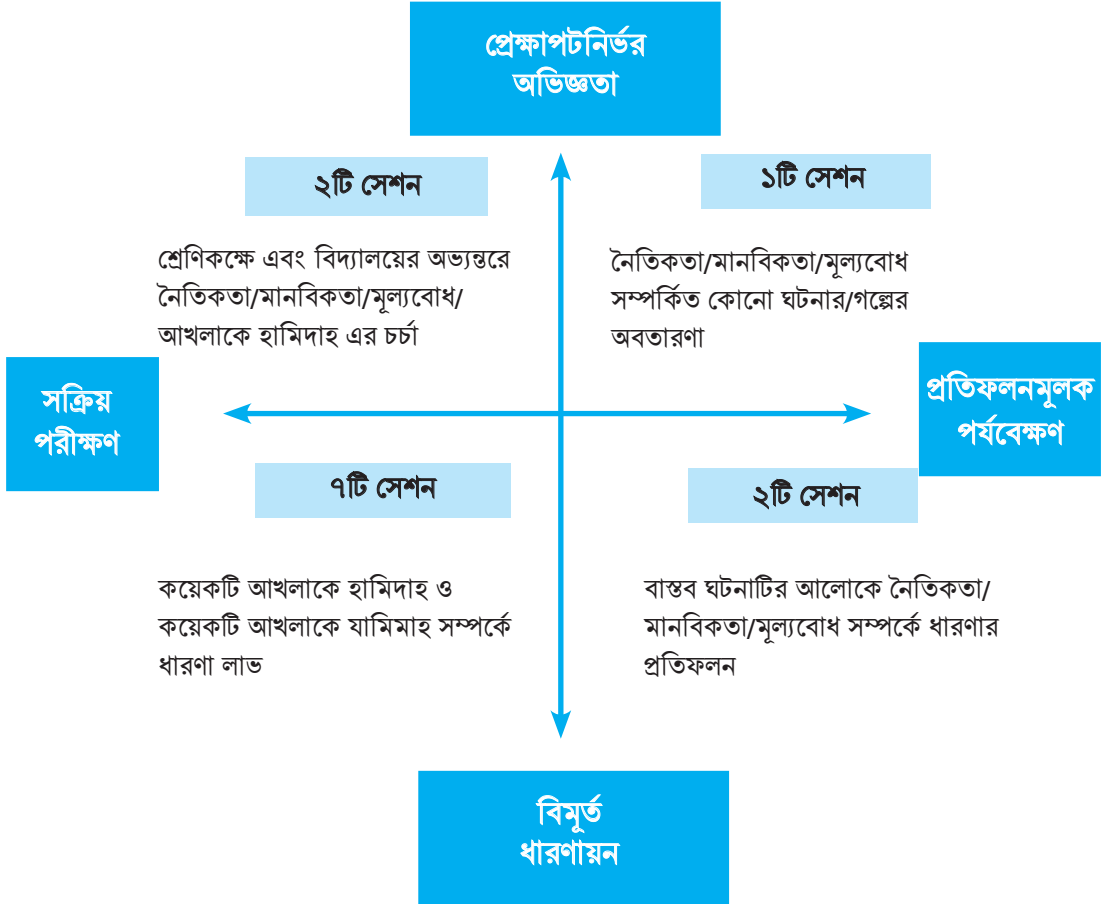 প্রেক্ষাপটনির্ভর
অভিজ্ঞতা
২টি সেশন
১টি সেশন
শ্রেণিকক্ষে এবং বিদ্যালয়ের অভ্যন্তরে
নৈতিকতা/মানবিকতা/মূল্যবোধ/
আখলাকে হামিদাহ এর চর্চা
নৈতিকতা/মানবিকতা/মূল্যবোধ
সম্পর্কিত কোনো ঘটনার/গল্পের
অবতারণা
সক্রিয়
পরীক্ষণ
প্রতিফলনমূলক
পর্যবেক্ষণ
৭টি সেশন
২টি সেশন
কয়েকটি আখলাকে হামিদাহ ও
কয়েকটি আখলাকে যামিমাহ সম্পর্কে
ধারণা লাভ
বাস্তব ঘটনাটির আলোকে নৈতিকতা/
মানবিকতা/মূল্যবোধ সম্পর্কে ধারণার
প্রতিফলন
বিমূর্ত
ধারণায়ন